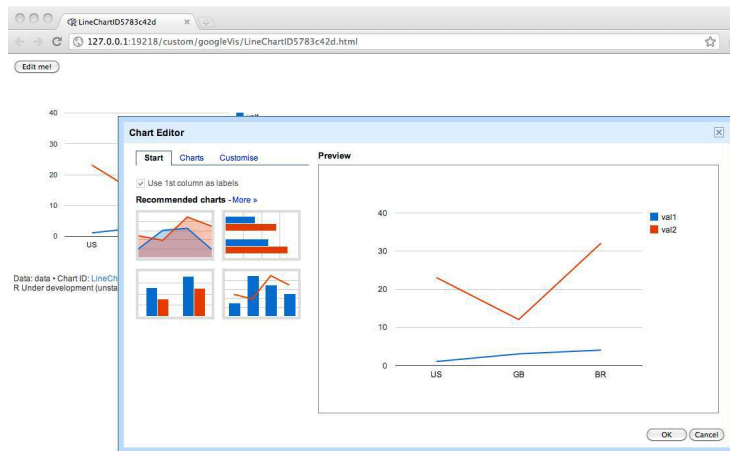 LineChartID5783c42d
127.0.0.1:19218/custom/googleVis/LineChartID5783c42d.html
Edit me!
40
30
20
10
0
US
Data: data • Chart ID: LineCh
R Under development (unsta
Chart Editor
Start Charts Customise
Use 1st column as labels
Recommended charts - More »
Preview
40
30
20
10
0
US GB BR
val1
val2
OK Cancel